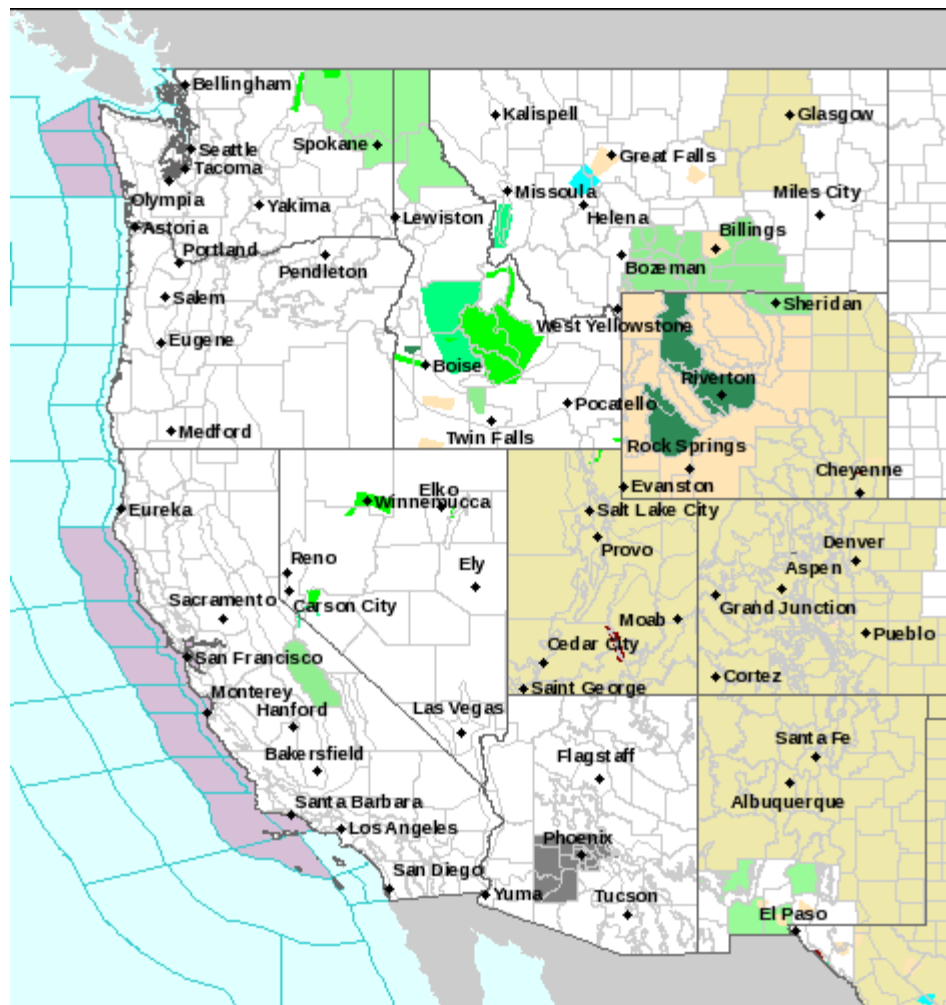 Bellingham
Kalispell
Glasgow
Seattle
Spokane
Great Falls
Tacoma
Missoula
Miles City
Olympia
Yakima
Lewiston
Helena
Astoria
Billings
Portland
Pendleton
Bozeman
Salem
Sheridan
West Yellowstone
Eugene
Boise
Riverton
Pocatello
Medford
Twin Falls
Rock Springs
Cheyenne
Evanston
Elko
Winnemucca
Eureka
Salt Lake City
Provo
Denver
Reno
Ely
Aspen
Sacramento
Carson City
Grand Junction
Moab
Pueblo
Cedar City
San Francisco
Cortez
Saint George
Monterey
Hanford
Las Vegas
Santa Fe
Bakersfield
Flagstaff
Albuquerque
Santa Barbara
Los Angeles
Phoenix
San Diego
Yuma
Tucson
El Paso